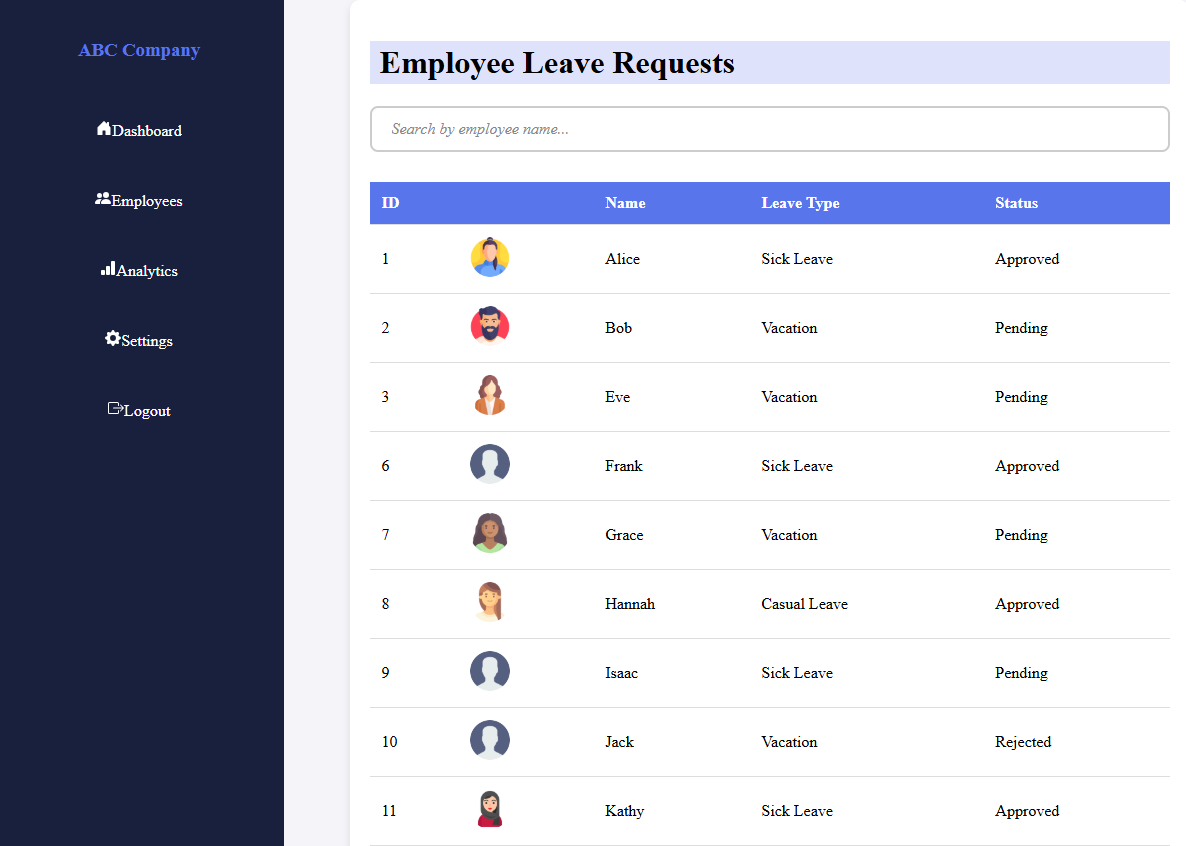 ABC Company
Dashboard
Employees
Analytics
Settings
Logout
Employee Leave Requests
Search by employee name...
ID Name Leave Type Status
1 Alice Sick Leave Approved
2 Bob Vacation Pending
3 Eve Vacation Pending
6 Frank Sick Leave Approved
7 Grace Vacation Pending
8 Hannah Casual Leave Approved
9 Isaac Sick Leave Pending
10 Jack Vacation Rejected
11 Kathy Sick Leave Approved